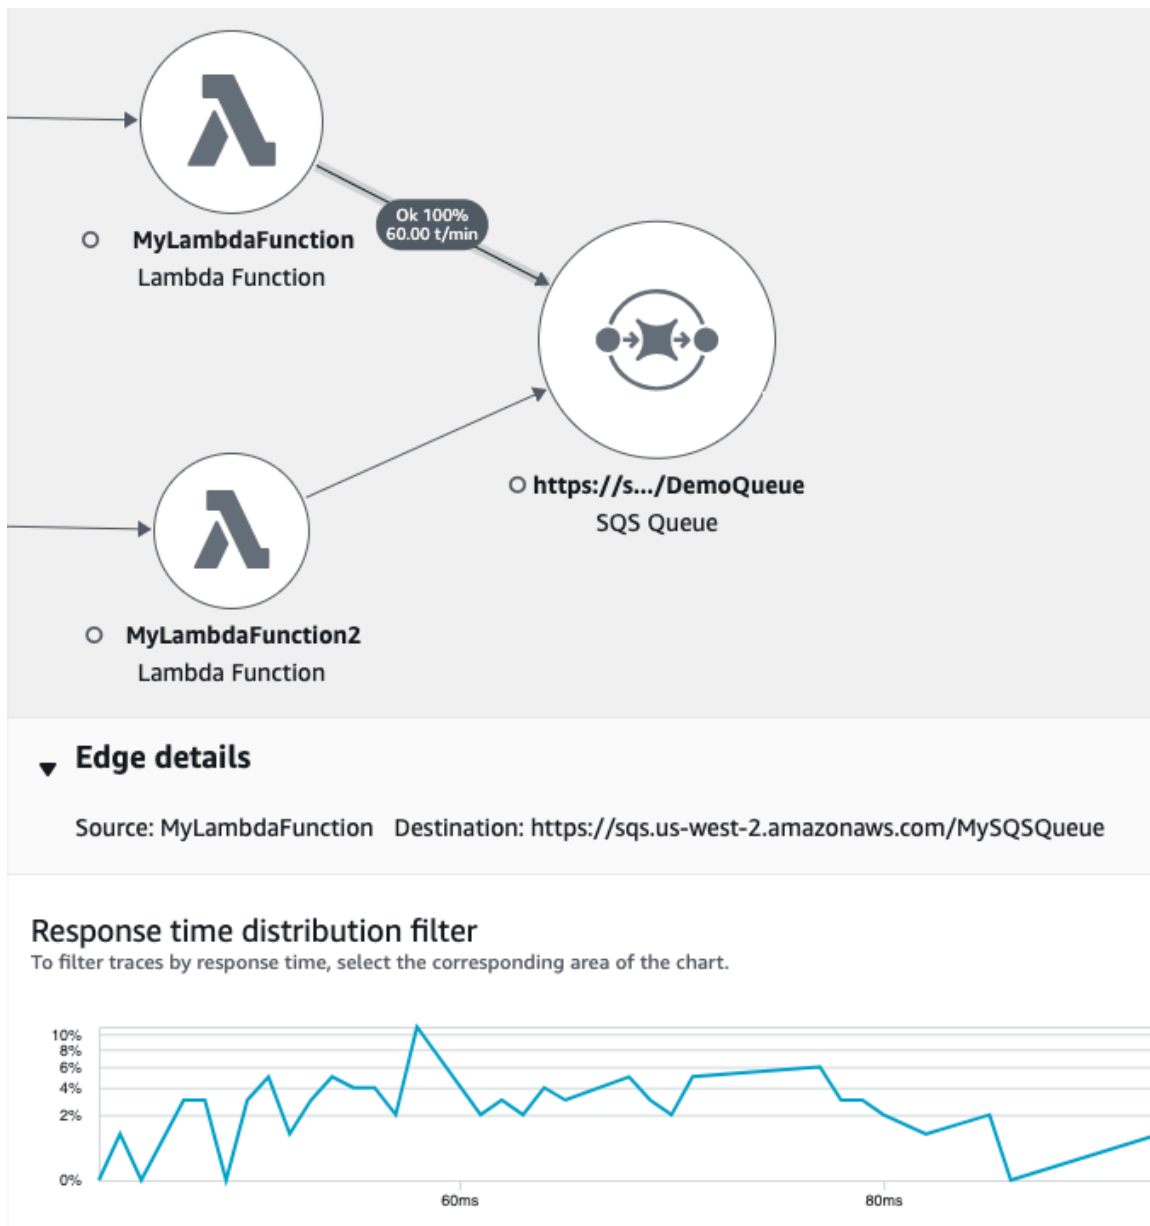 Ok 100%
60.00 t/min
MyLambdaFunction
Lambda Function
https://s.../DemoQueue
SQS Queue
MyLambdaFunction2
Lambda Function
Edge details
Source: MyLambdaFunction Destination: https://sqs.us-west-2.amazonaws.com/MySQSQueue
Response time distribution filter
To filter traces by response time, select the corresponding area of the chart.
10%
8%
6%
4%
2%
0%
60ms 80ms